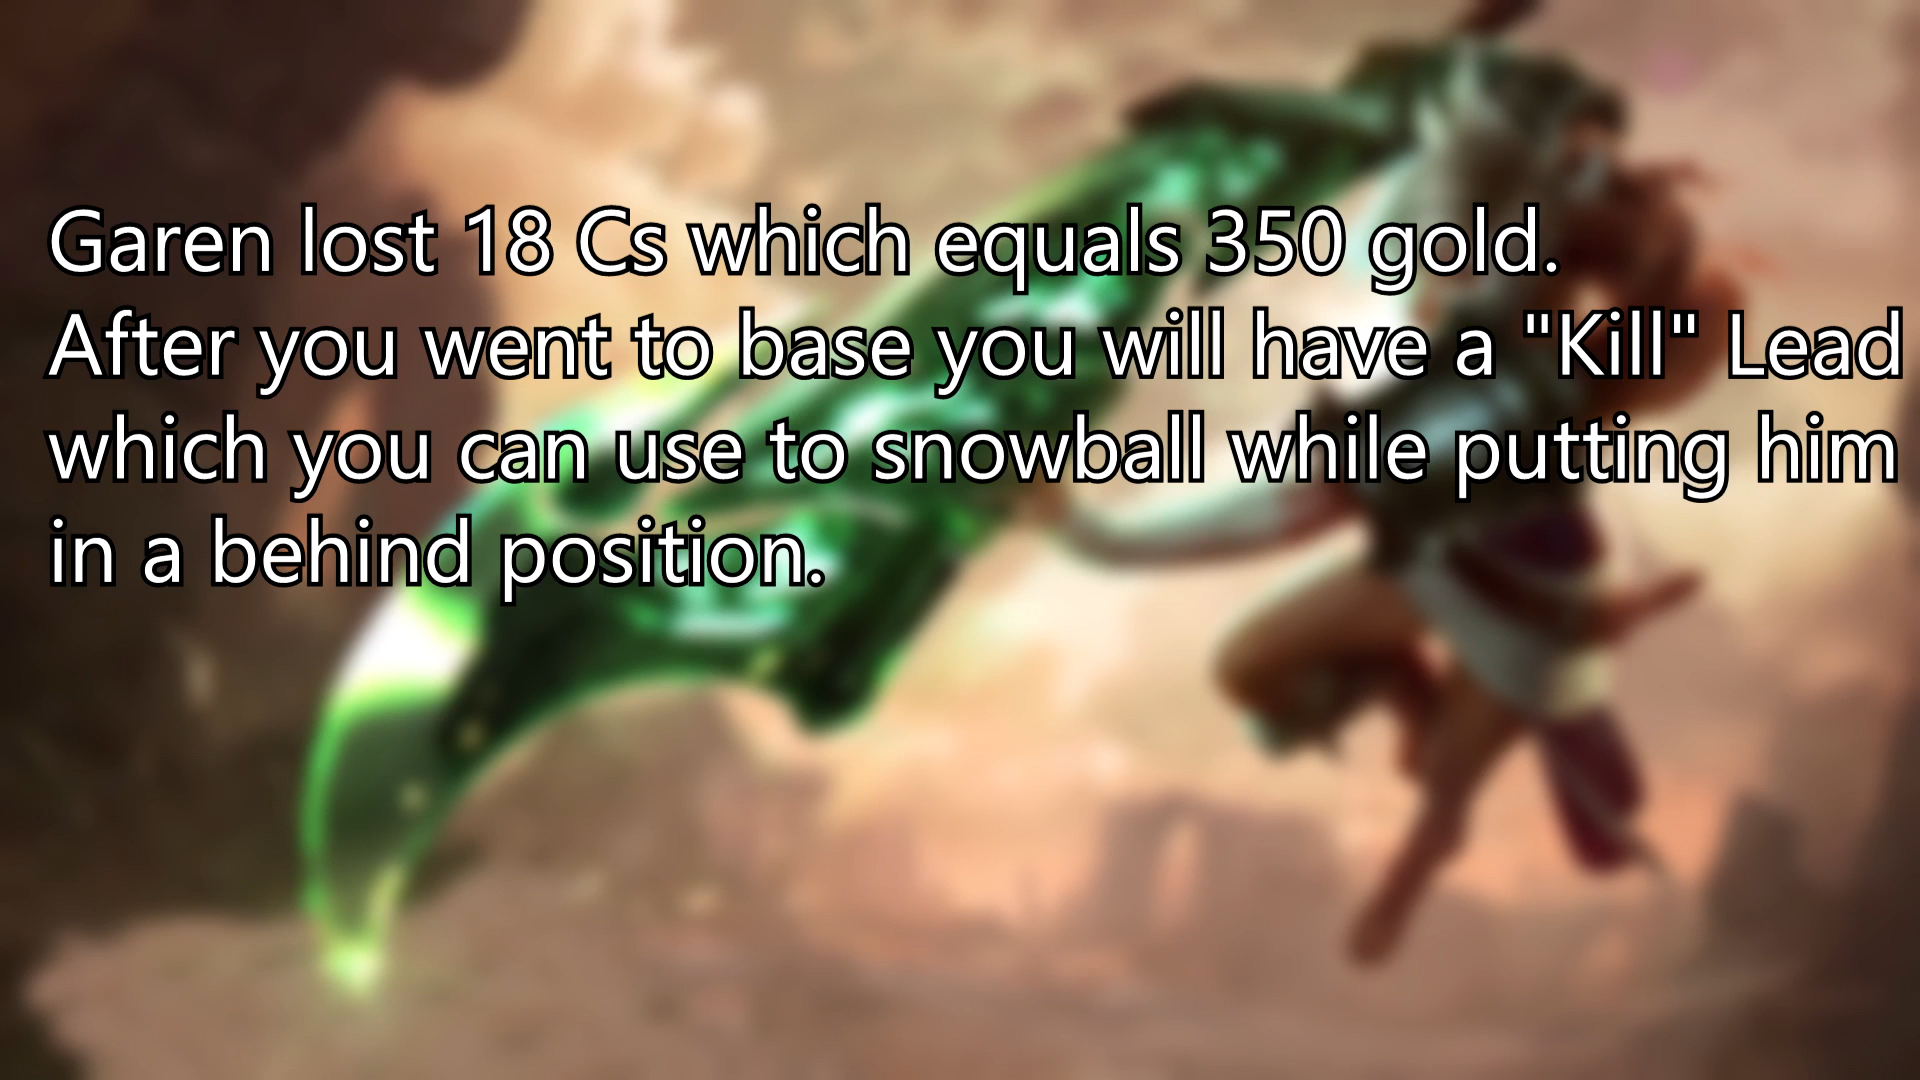 Garen lost 18 Cs which equals 350 gold.
After you went to base you will have a "Kill" Lead
which you can use to snowball while putting him
in a behind position.